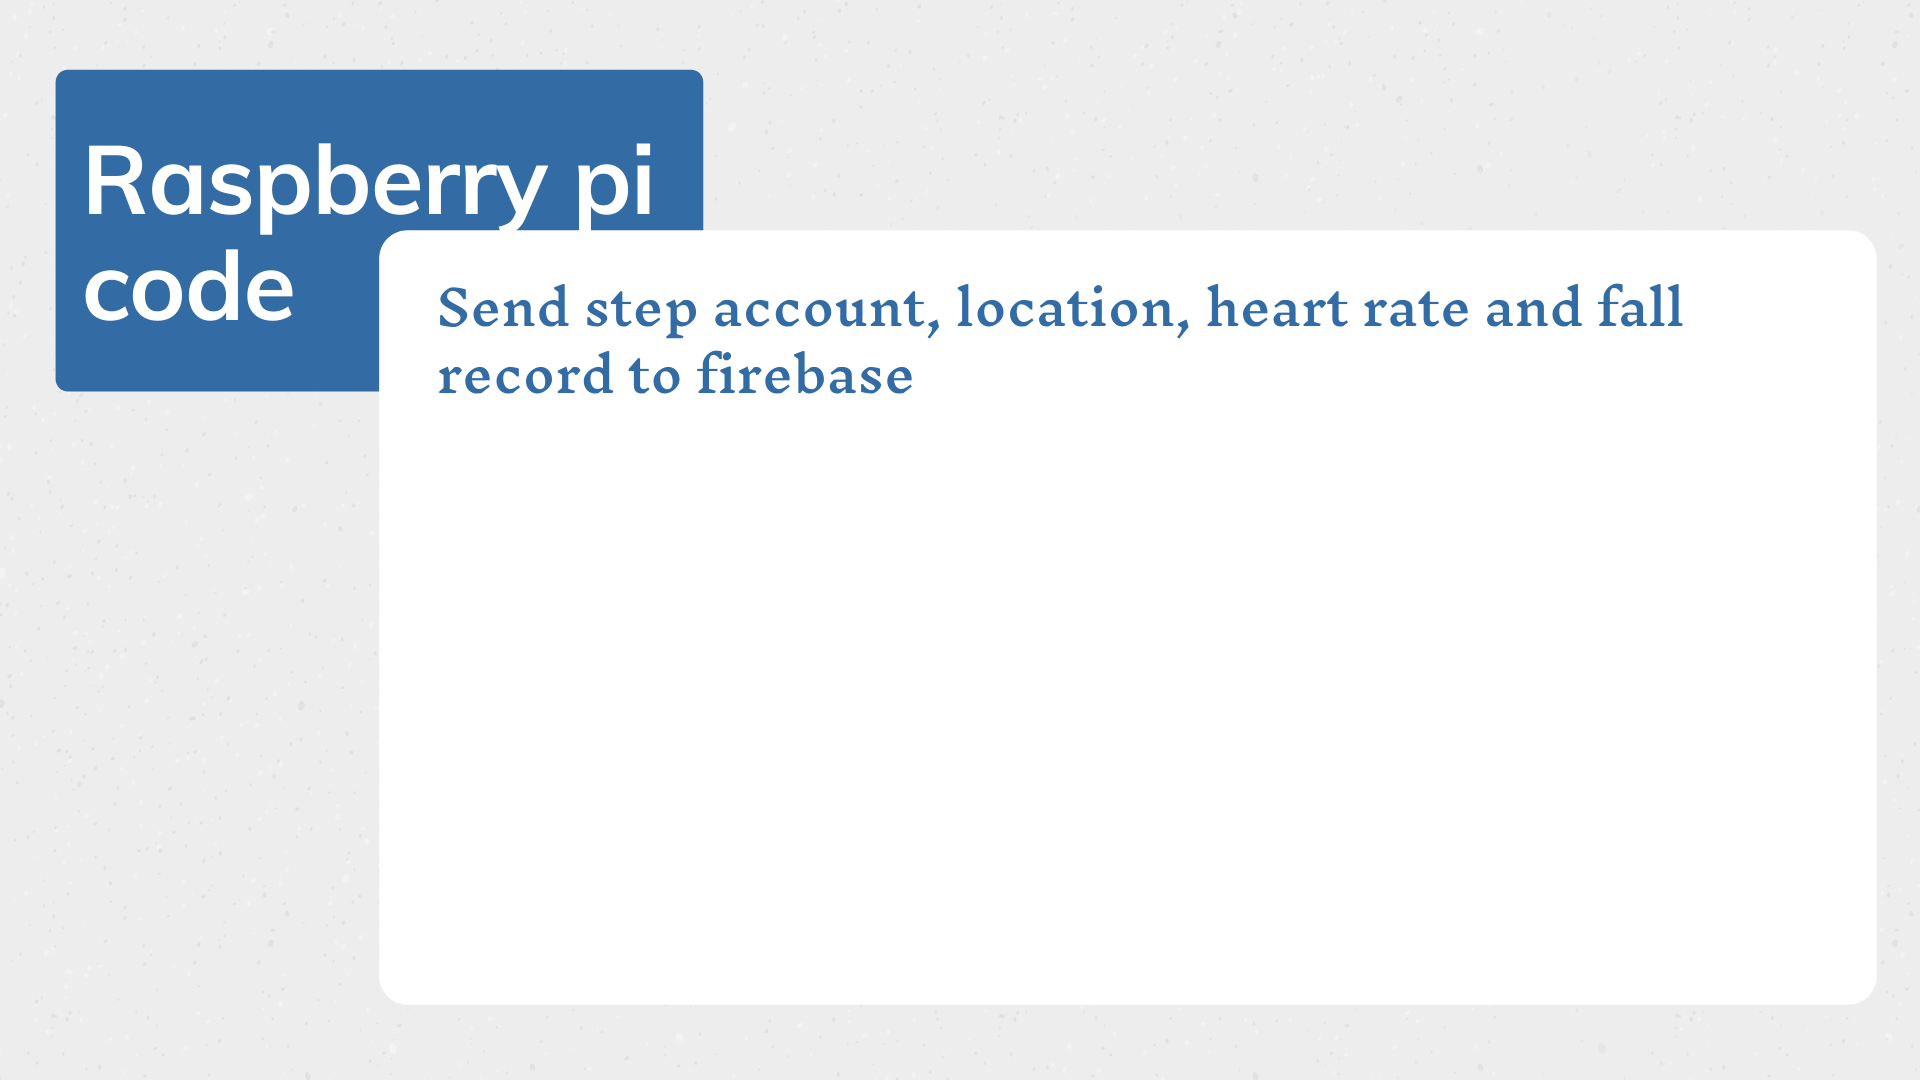 Raspberry pi
code
Send step account, location, heart rate and fall
record to firebase